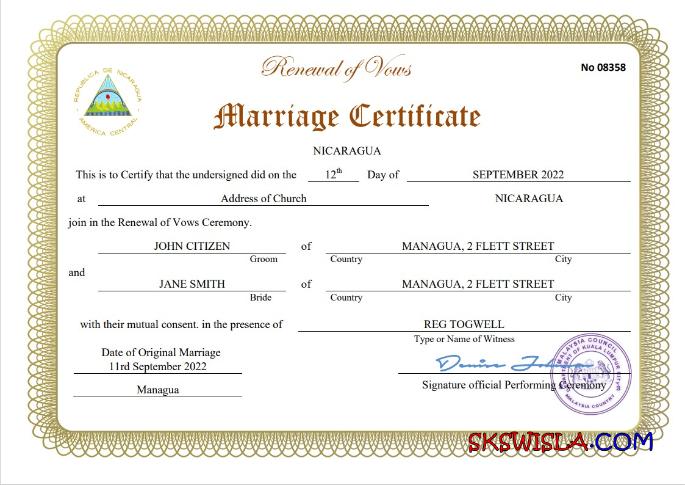 REPUBLICA DE NICARAGUA
AMERICA CENTRAL
Renewal of Vows
No 08358
Marriage Certificate
NICARAGUA
This is to Certify that the undersigned did on the 12th Day of SEPTEMBER 2022
at Address of Church NICARAGUA
join in the Renewal of Vows Ceremony.
JOHN CITIZEN of MANAGUA, 2 FLETT STREET
Groom Country City
and
JANE SMITH of MANAGUA, 2 FLETT STREET
Bride Country City
with their mutual consent. in the presence of REG TOGWELL
Type or Name of Witness
Date of Original Marriage
11rd September 2022
Signature official Performing Ceremony
Managua
MALAYSIA COUNCIL
OF KUALA LUMPUR
MALAYSIA COUNTRY
SKSWISLA.COM